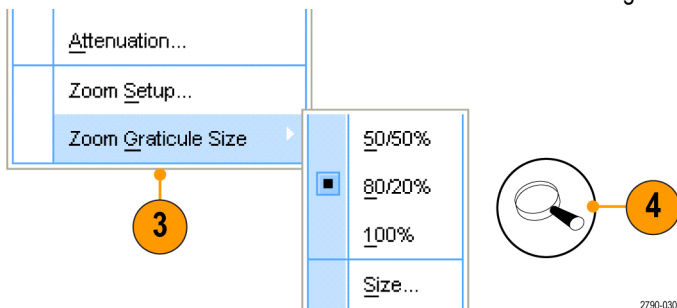 Attenuation...
Zoom Setup...
Zoom Graticule Size
50/50%
80/20%
100%
Size...
3
4
2790-030